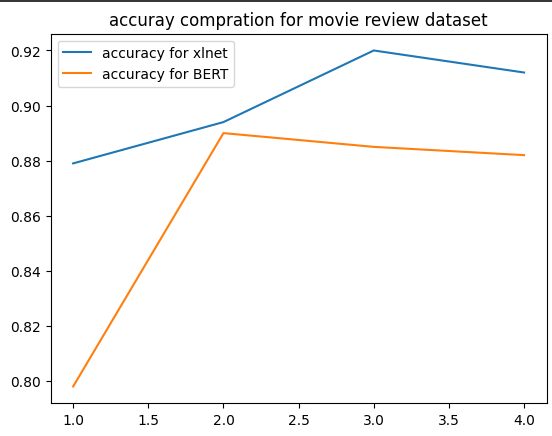 accuray compration for movie review dataset
accuracy for xlnet
accuracy for BERT
0.92
0.90
0.88
0.86
0.84
0.82
0.80
1.0 1.5 2.0 2.5 3.0 3.5 4.0